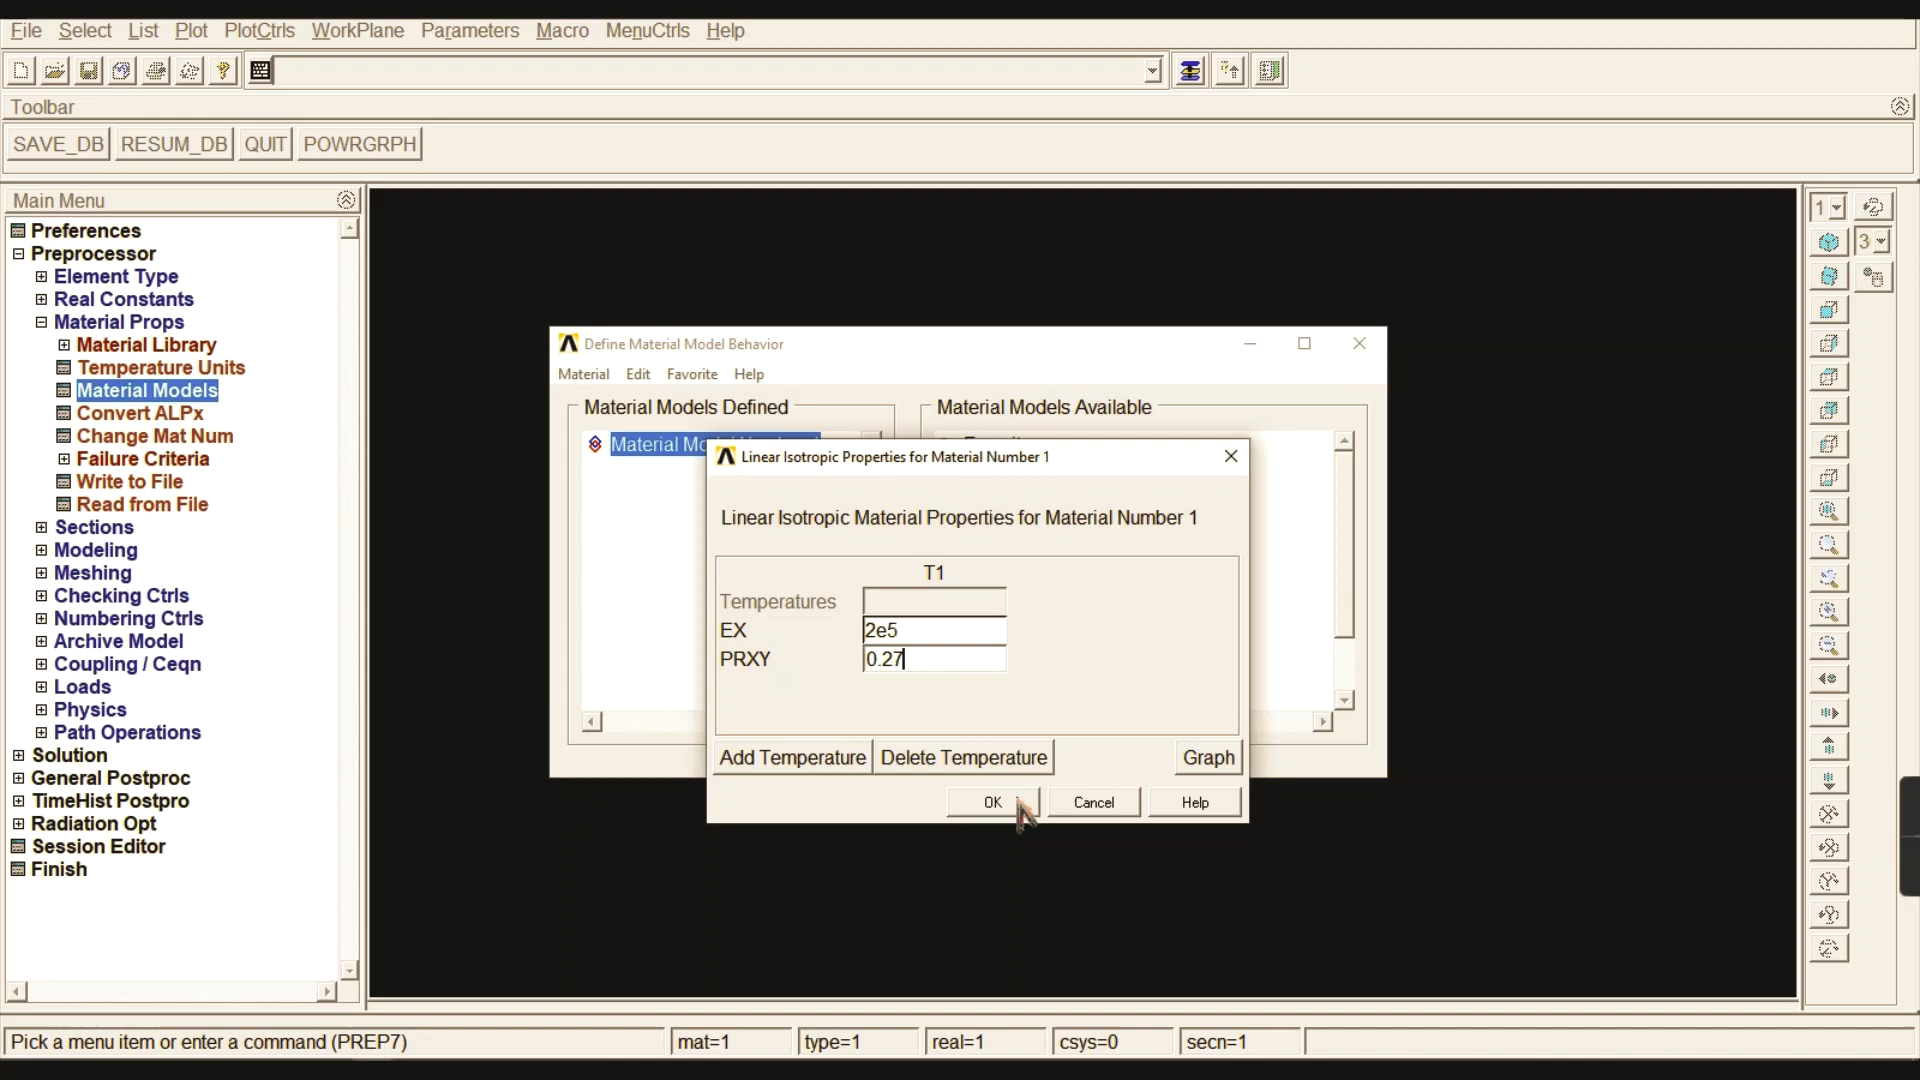 File Select List Plot PlotCtrls WorkPlane Parameters Macro MenuCtrls Help
Toolbar
SAVE_DB RESUM_DB QUIT POWRGRPH
Main Menu
Preferences
Preprocessor
Element Type
Real Constants
Material Props
Material Library
Temperature Units
Material Models
Convert ALPx
Change Mat Num
Failure Criteria
Write to File
Read from File
Sections
Modeling
Meshing
Checking Ctrls
Numbering Ctrls
Archive Model
Coupling / Ceqn
Loads
Physics
Path Operations
Solution
General Postproc
TimeHist Postpro
Radiation Opt
Session Editor
Finish
Define Material Model Behavior
Material Edit Favorite Help
Material Models Defined
Material Models Available
Material
Linear Isotropic Properties for Material Number 1
Linear Isotropic Material Properties for Material Number 1
T1
Temperatures
EX 2e5
PRXY 0.27
Add Temperature Delete Temperature Graph
OK Cancel Help
1
3
Pick a menu item or enter a command (PREP7) mat=1 type=1 real=1 csys=0 secn=1